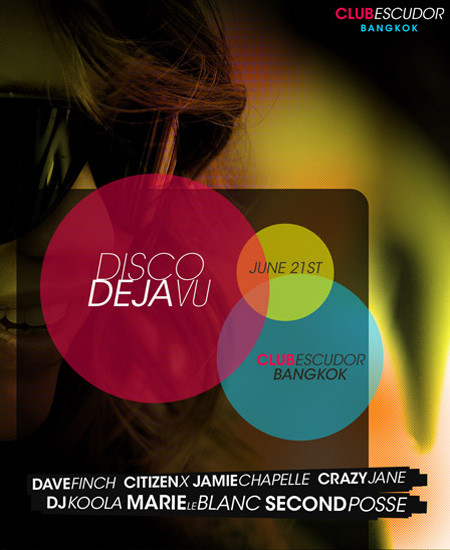 CLUBESCUDOR
BANGKOK
DISCO
DEJAVU
JUNE 21ST
CLUBESCUDOR
BANGKOK
DAVEFINCH CITIZENX JAMIECHAPELLE CRAZYJANE
DJKOOLA MARIEleBLANC SECONDPOSSE